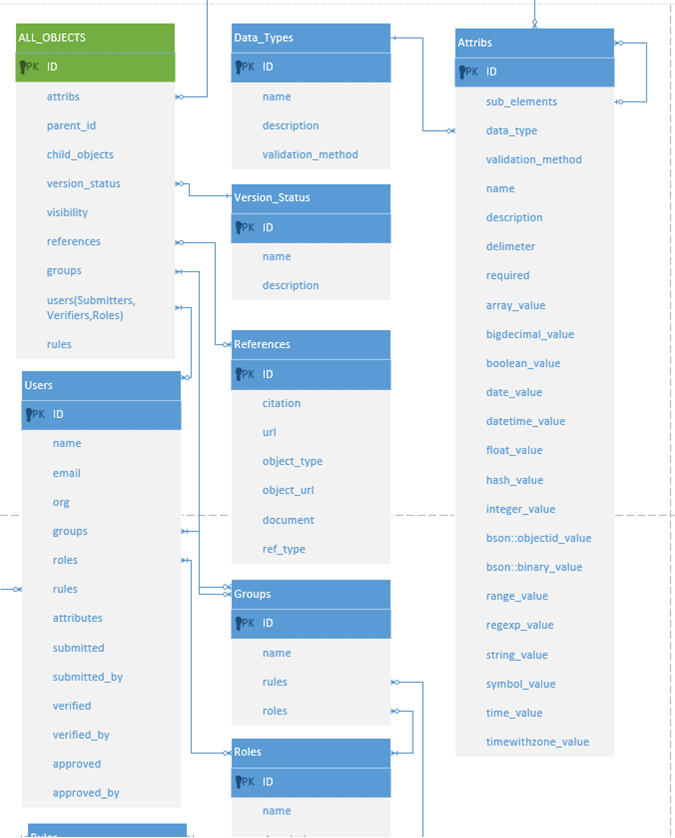 ALL_OBJECTS
PK ID
attribs
parent_id
child_objects
version_status
visibility
references
groups
users(Submitters,
Verifiers,Roles)
rules
Users
PK ID
name
email
org
groups
roles
rules
attributes
submitted
submitted_by
verified
verified_by
approved
approved_by
Data_Types
PK ID
name
description
validation_method
Version_Status
PK ID
name
description
References
PK ID
citation
url
object_type
object_url
document
ref_type
Groups
PK ID
name
rules
roles
Roles
PK ID
name
Attribs
PK ID
sub_elements
data_type
validation_method
name
description
delimeter
required
array_value
bigdecimal_value
boolean_value
date_value
datetime_value
float_value
hash_value
integer_value
bson::objectid_value
bson::binary_value
range_value
regexp_value
string_value
symbol_value
time_value
timewithzone_value